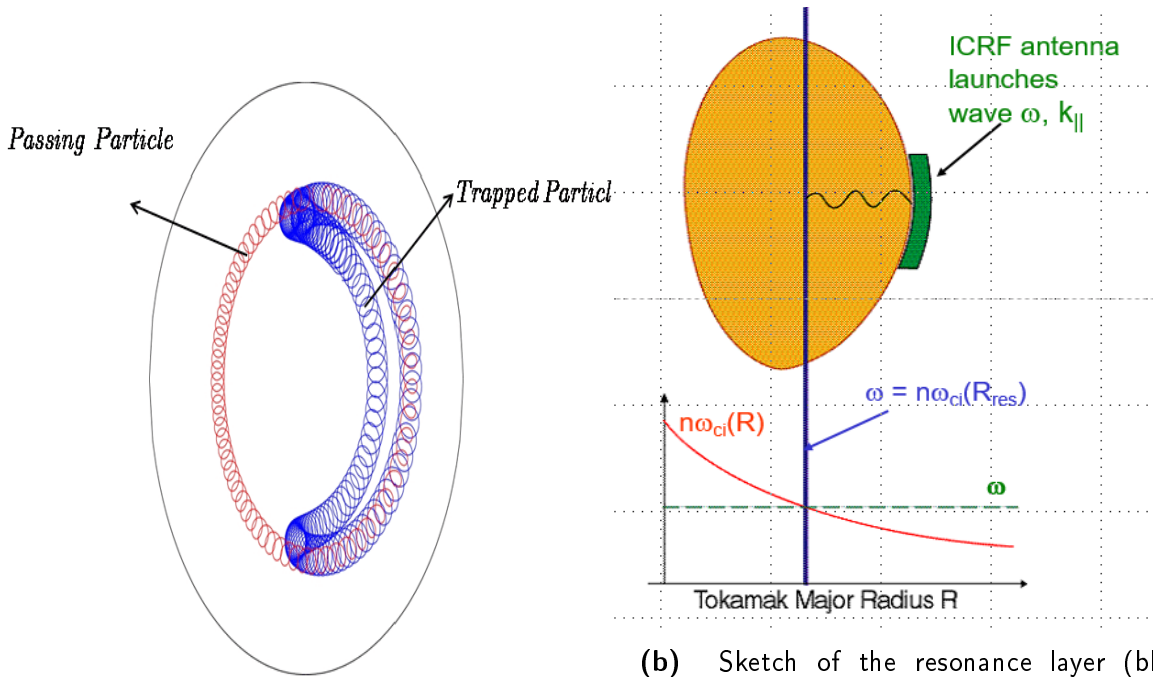 Passing Particle
Trapped Particl
ICRF antenna
launches
wave ω, k||
ω = nωci(Rres)
nωci(R)
ω
Tokamak Major Radius R
(b) Sketch of the resonance layer (bl